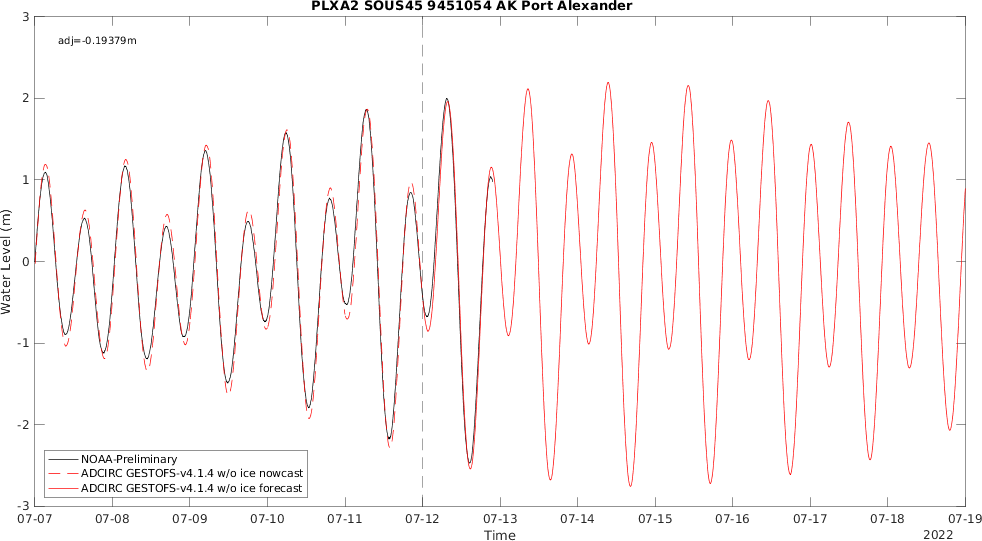 PLXA2 SOUS45 9451054 AK Port Alexander
adj=-0.19379m
3
2
1
0
-1
-2
-3
Water Level (m)
NOAA-Preliminary
ADCIRC GESTOFS-v4.1.4 w/o ice nowcast
ADCIRC GESTOFS-v4.1.4 w/o ice forecast
07-07 07-08 07-09 07-10 07-11 07-12 07-13 07-14 07-15 07-16 07-17 07-18 07-19
Time
2022